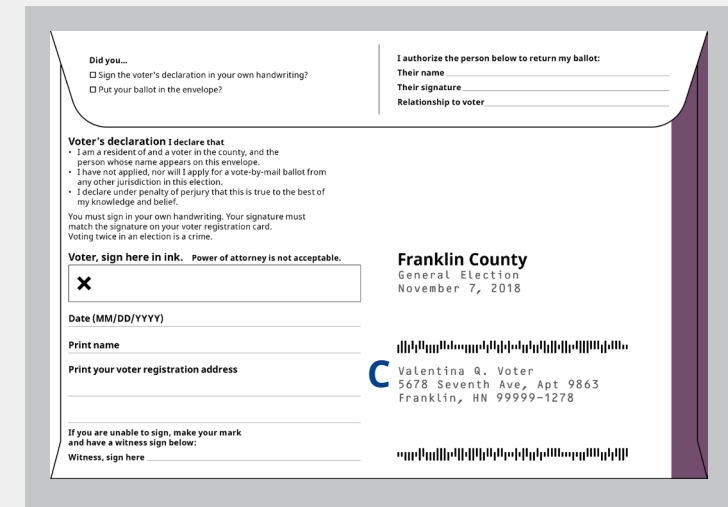 Did you...
Sign the voter's declaration in your own handwriting?
Put your ballot in the envelope?
I authorize the person below to return my ballot:
Their name
Their signature
Relationship to voter
Voter's declaration I declare that
• I am a resident of and a voter in the county, and the
person whose name appears on this envelope.
• I have not applied, nor will I apply for a vote-by-mail ballot from
any other jurisdiction in this election.
• I declare under penalty of perjury that this is true to the best of
my knowledge and belief.
You must sign in your own handwriting. Your signature must
match the signature on your voter registration card.
Voting twice in an election is a crime.
Voter, sign here in ink. Power of attorney is not acceptable.
X
Date (MM/DD/YYYY)
Print name
Print your voter registration address
If you are unable to sign, make your mark
and have a witness sign below:
Witness, sign here
Franklin County
General Election
November 7, 2018
C
Valentina Q. Voter
5678 Seventh Ave, Apt 9863
Franklin, HN 99999-1278